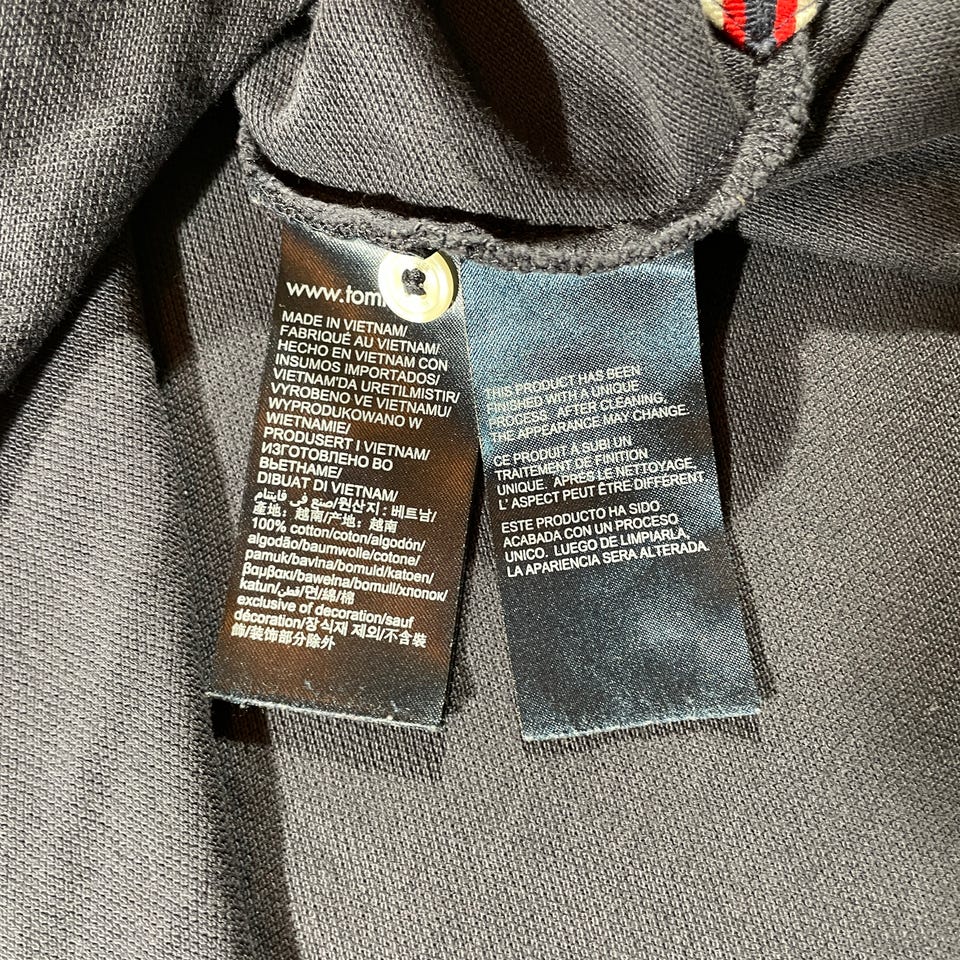 www.tom
MADE IN VIETNAM/
FABRIQUÉ AU VIETNAM/
HECHO EN VIETNAM CON
INSUMOS IMPORTADOS/
VIETNAM'DA URETİLMISTIR/
VYROBENO VE VIETNAMU/
WYPRODUKOWANO W
WIETNAMIE/
PRODUSERT I VIETNAM/
ИЗГОТОВЛЕНО ВО
ВЬЕТНАМЕ/
DIBUAT DI VIETNAM/
صنع في فايتنام/원산지 : 베트남/
產地：越南/产地：越南
100% cotton/coton/algodón/
algodão/baumwolle/cotone/
pamuk/bavlna/bomuld/katoen/
βαμβακι/bawełna/bomull/хлопок/
katun/قطن/면/綿/棉
exclusive of decoration/sauf
décoration/장식재 제외/不含裝
飾/装饰部分除外
THIS PRODUCT HAS BEEN
FINISHED WITH A UNIQUE
PROCESS. AFTER CLEANING,
THE APPEARANCE MAY CHANGE.
CE PRODUIT A SUBI UN
TRAITEMENT DE FINITION
UNIQUE. APRÈS LE NETTOYAGE,
L' ASPECT PEUT ÊTRE DIFFÉRENT
ESTE PRODUCTO HA SIDO
ACABADA CON UN PROCESO
UNICO. LUEGO DE LIMPIARLA,
LA APARIENCIA SERA ALTERADA.